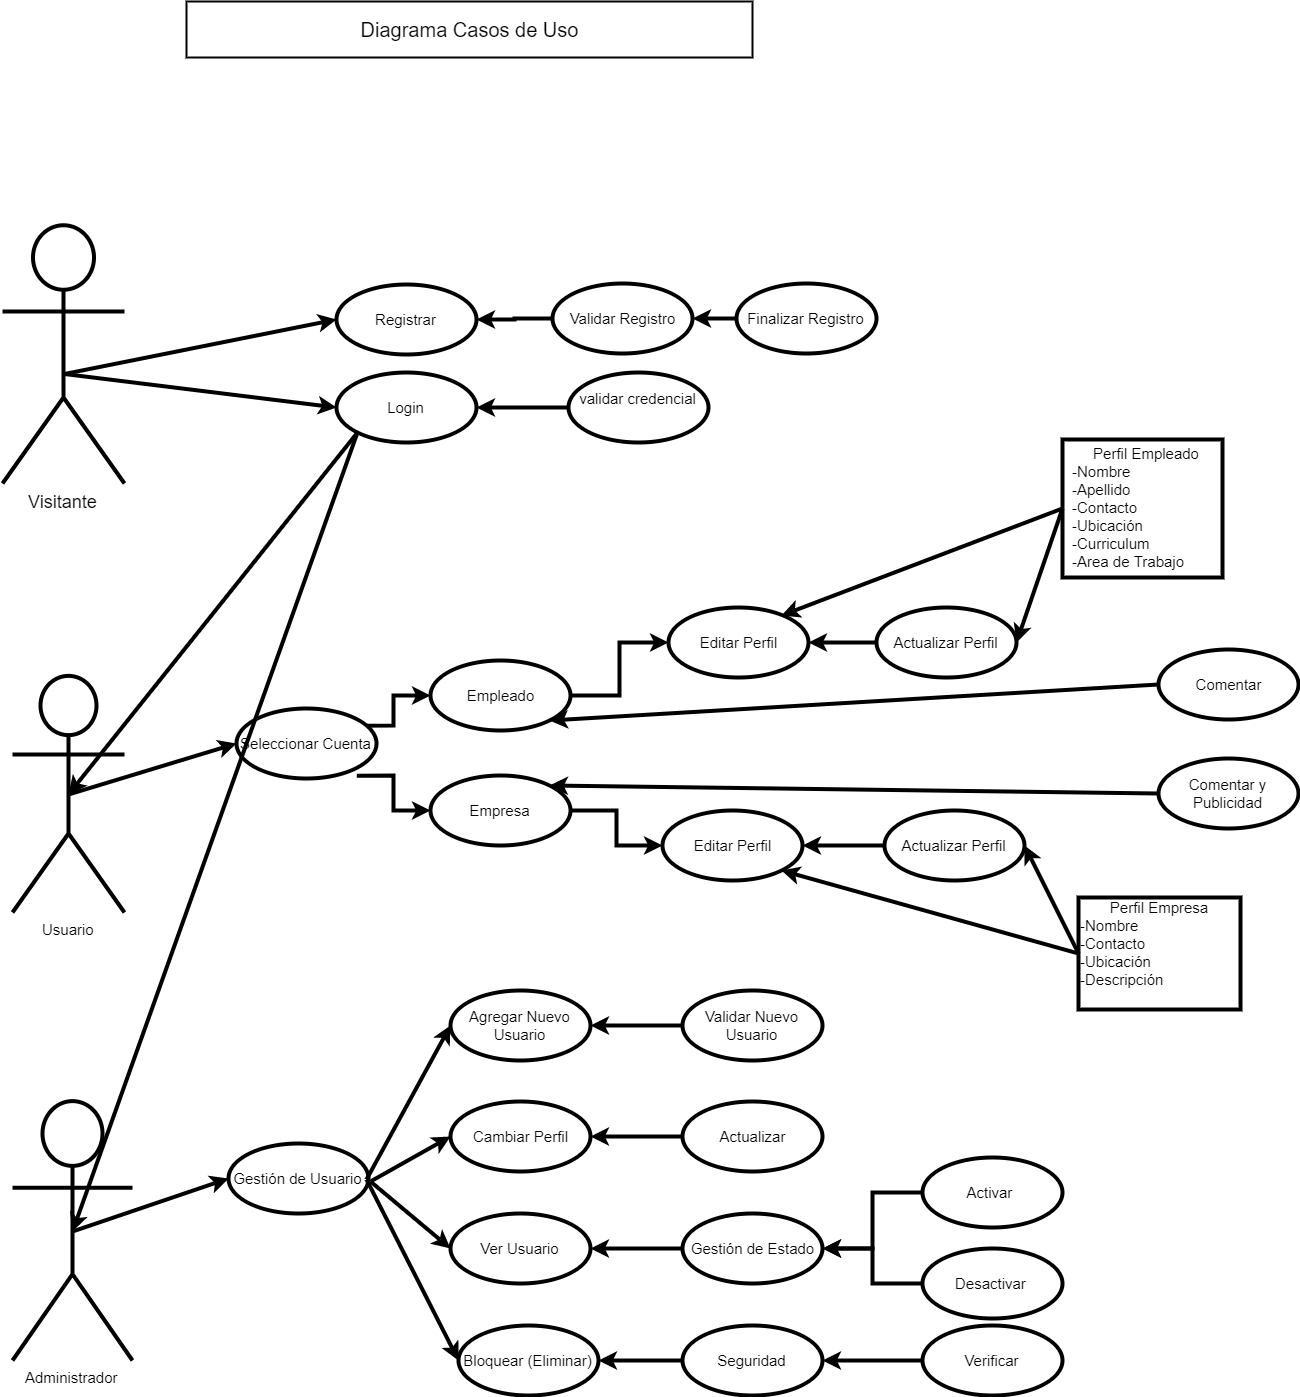 Diagrama Casos de Uso
Registrar
Validar Registro
Finalizar Registro
Login
validar credencial
Visitante
Perfil Empleado
-Nombre
-Apellido
-Contacto
-Ubicación
-Curriculum
-Area de Trabajo
Editar Perfil
Actualizar Perfil
Empleado
Comentar
Seleccionar Cuenta
Empresa
Comentar y
Publicidad
Editar Perfil
Actualizar Perfil
Usuario
Perfil Empresa
-Nombre
-Contacto
-Ubicación
-Descripción
Agregar Nuevo
Usuario
Validar Nuevo
Usuario
Cambiar Perfil
Actualizar
Gestión de Usuario
Activar
Ver Usuario
Gestión de Estado
Desactivar
Bloquear (Eliminar)
Seguridad
Verificar
Administrador